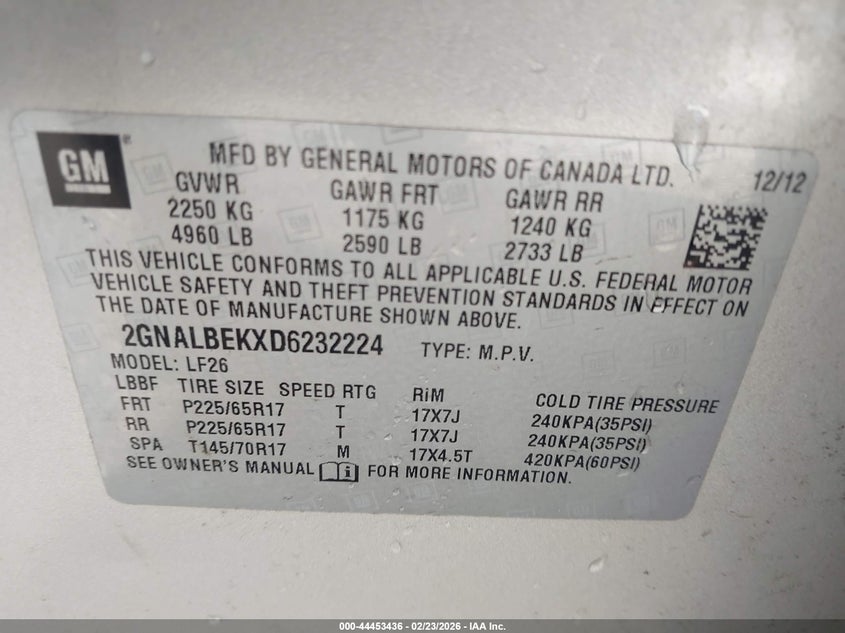 GM
MFD BY GENERAL MOTORS OF CANADA LTD. 12/12
GVWR GAWR FRT GAWR RR
2250 KG 1175 KG 1240 KG
4960 LB 2590 LB 2733 LB
THIS VEHICLE CONFORMS TO ALL APPLICABLE U.S. FEDERAL MOTOR
VEHICLE SAFETY AND THEFT PREVENTION STANDARDS IN EFFECT ON
THE DATE OF MANUFACTURE SHOWN ABOVE.
2GNALBEKXD6232224 TYPE: M.P.V.
MODEL: LF26
LBBF TIRE SIZE SPEED RTG RiM COLD TIRE PRESSURE
FRT P225/65R17 T 17X7J 240KPA(35PSI)
RR P225/65R17 T 17X7J 240KPA(35PSI)
SPA T145/70R17 M 17X4.5T 420KPA(60PSI)
SEE OWNER'S MANUAL FOR MORE INFORMATION.
000-44453436 - 02/23/2026 - IAA Inc.